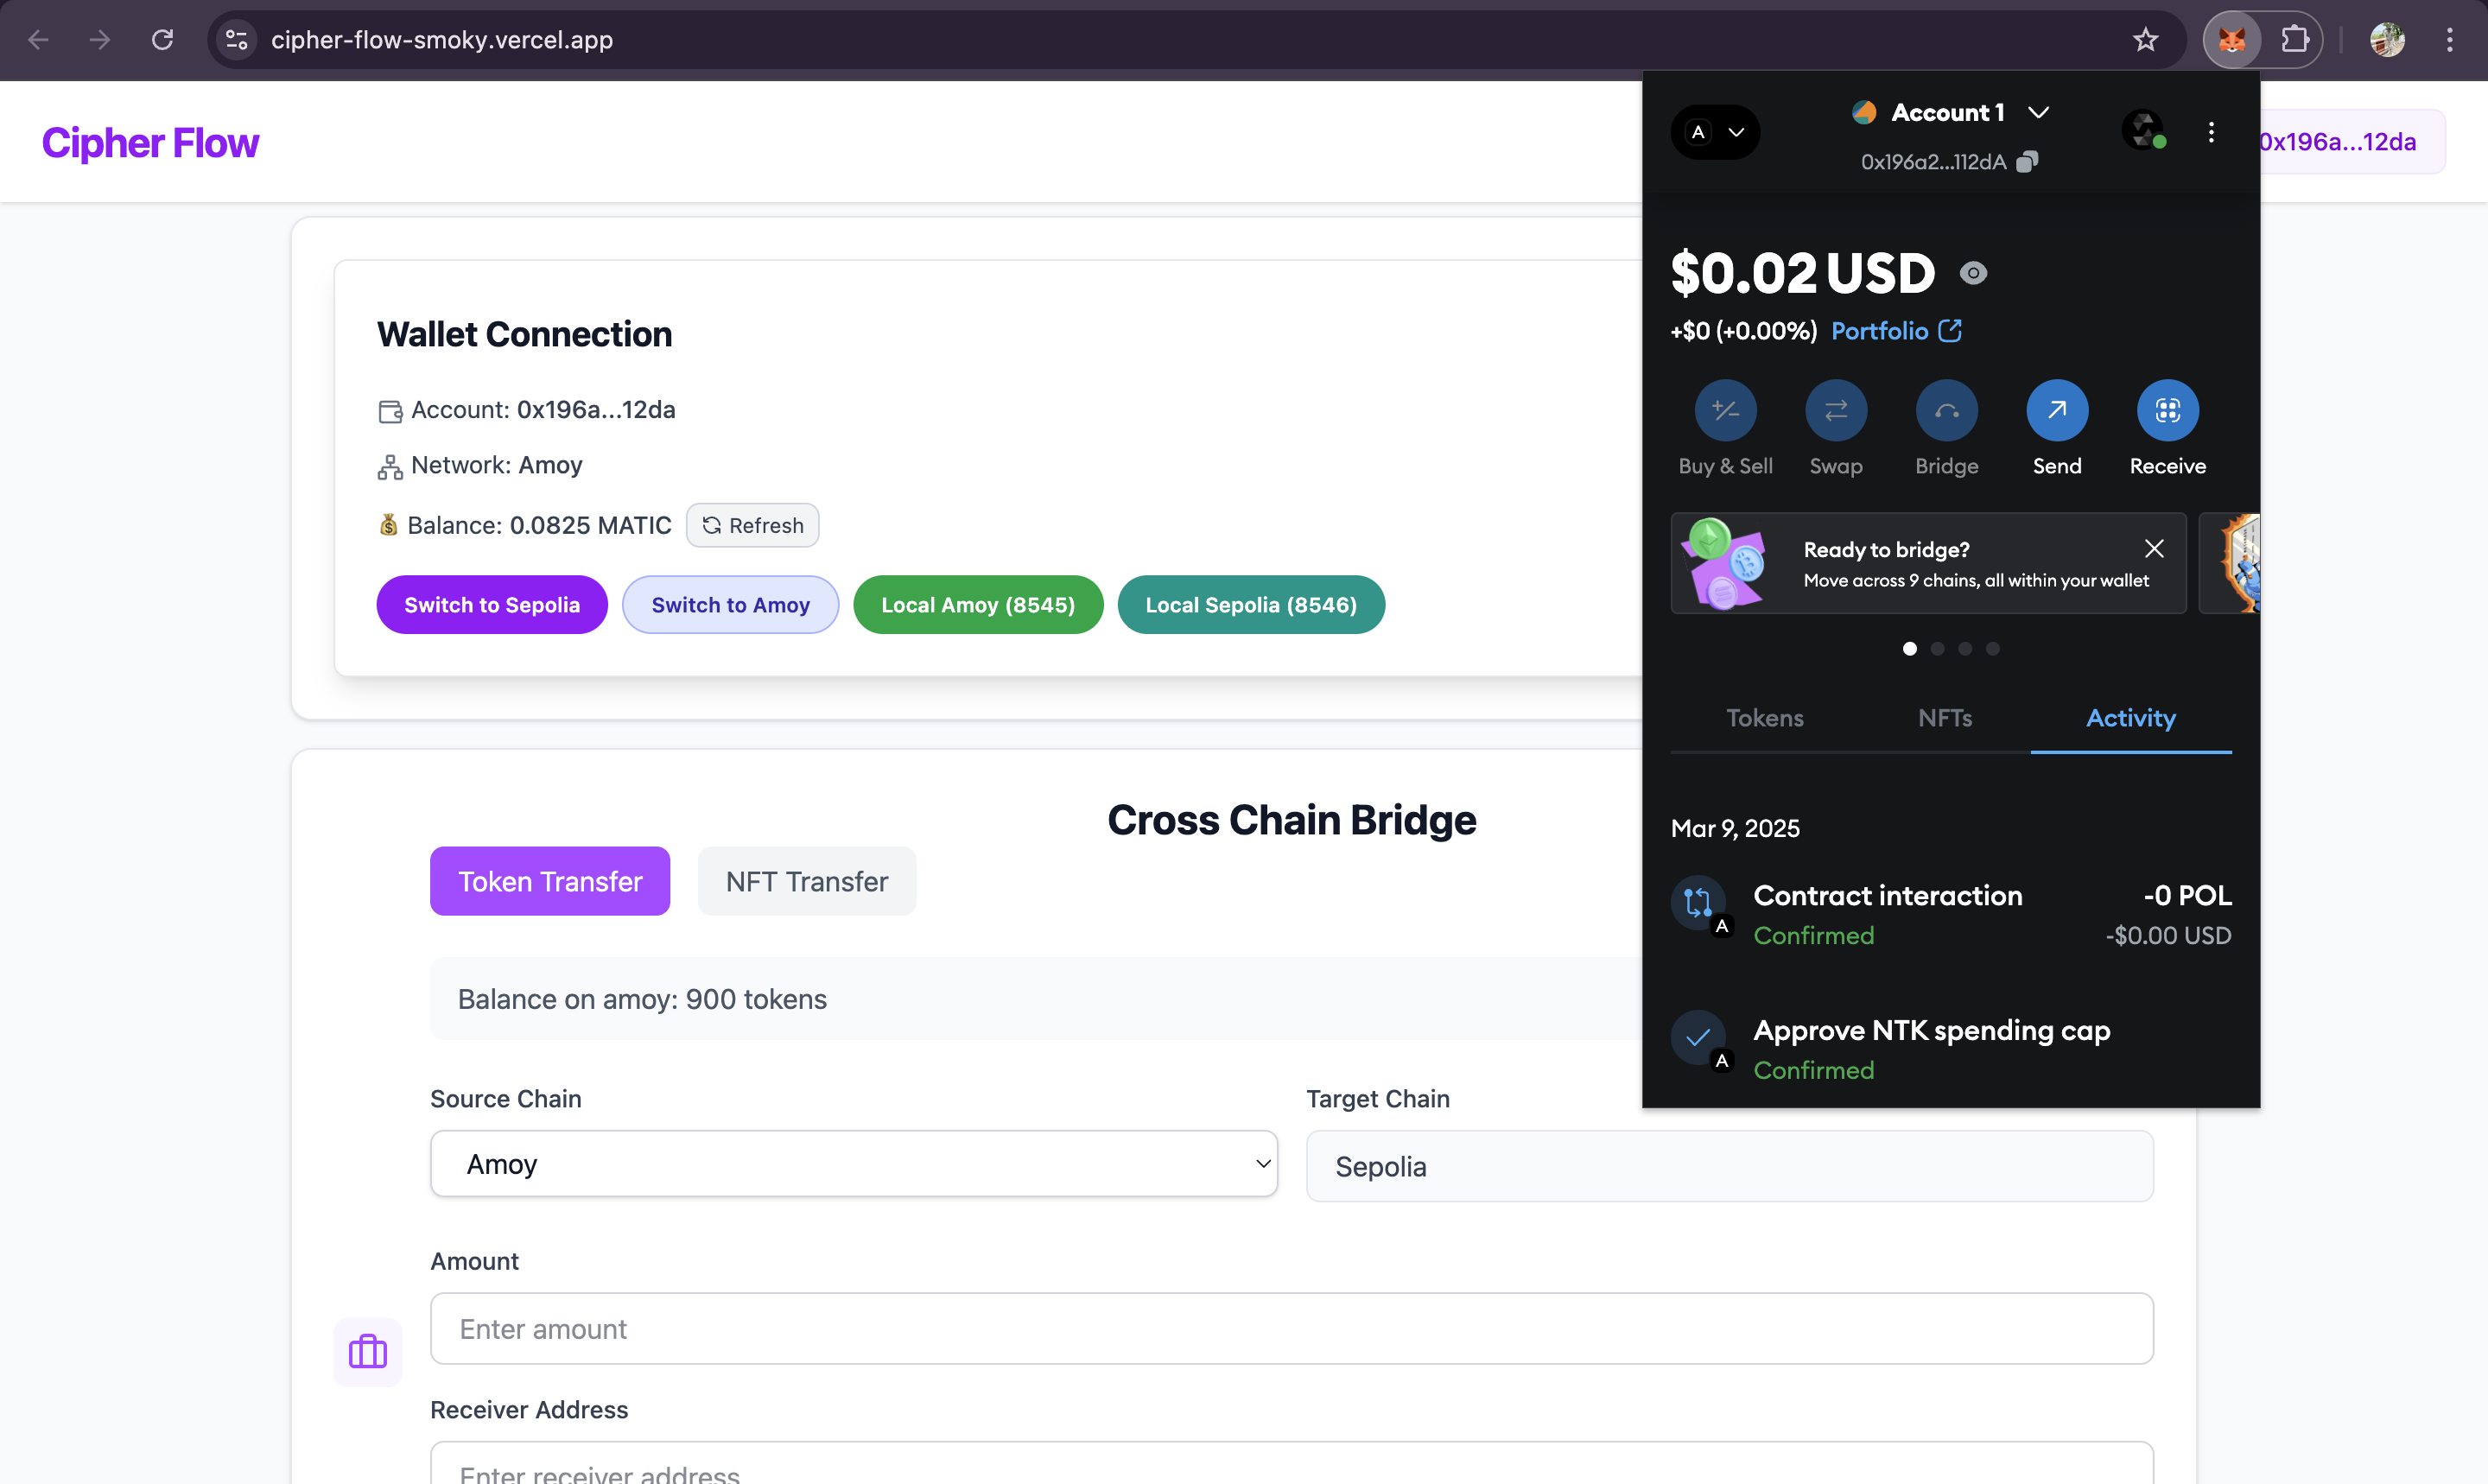 cipher-flow-smoky.vercel.app
Cipher Flow
0x196a...12da
Wallet Connection
Account: 0x196a...12da
Network: Amoy
Balance: 0.0825 MATIC
Refresh
Switch to Sepolia
Switch to Amoy
Local Amoy (8545)
Local Sepolia (8546)
Cross Chain Bridge
Token Transfer
NFT Transfer
Balance on amoy: 900 tokens
Source Chain
Target Chain
Amoy
Sepolia
Amount
Enter amount
Receiver Address
Enter receiver address
A
Account 1
0x196a2...112dA
$0.02 USD
+$0 (+0.00%) Portfolio
Buy & Sell
Swap
Bridge
Send
Receive
Ready to bridge?
Move across 9 chains, all within your wallet
Tokens
NFTs
Activity
Mar 9, 2025
Contract interaction
-0 POL
A
Confirmed
-$0.00 USD
Approve NTK spending cap
A
Confirmed